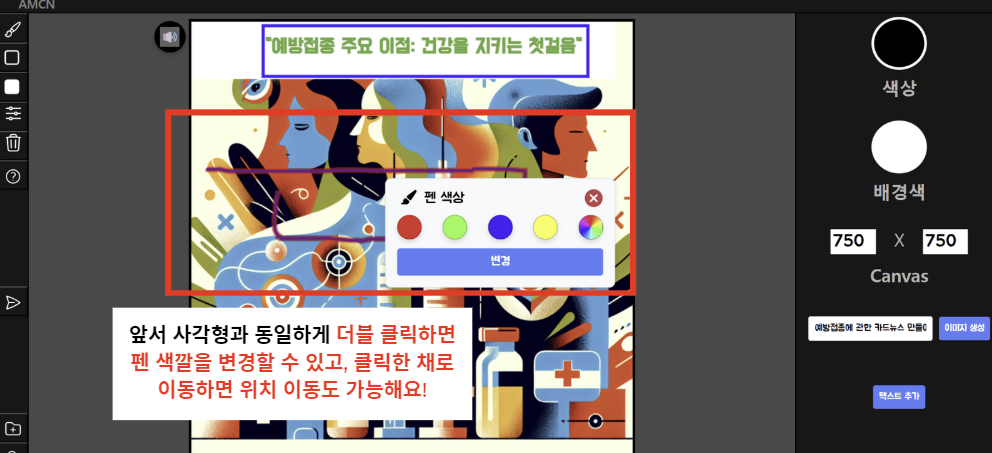 AMCN
"예방접종 주요 이점: 건강을 지키는 첫걸음"
색상
펜 색상
배경색
변경
750 X 750
Canvas
앞서 사각형과 동일하게 더블 클릭하면
펜 색깔을 변경할 수 있고, 클릭한 채로
이동하면 위치 이동도 가능해요!
예방접종에 관한 카드뉴스 만들어
이미지 생성
텍스트 추가